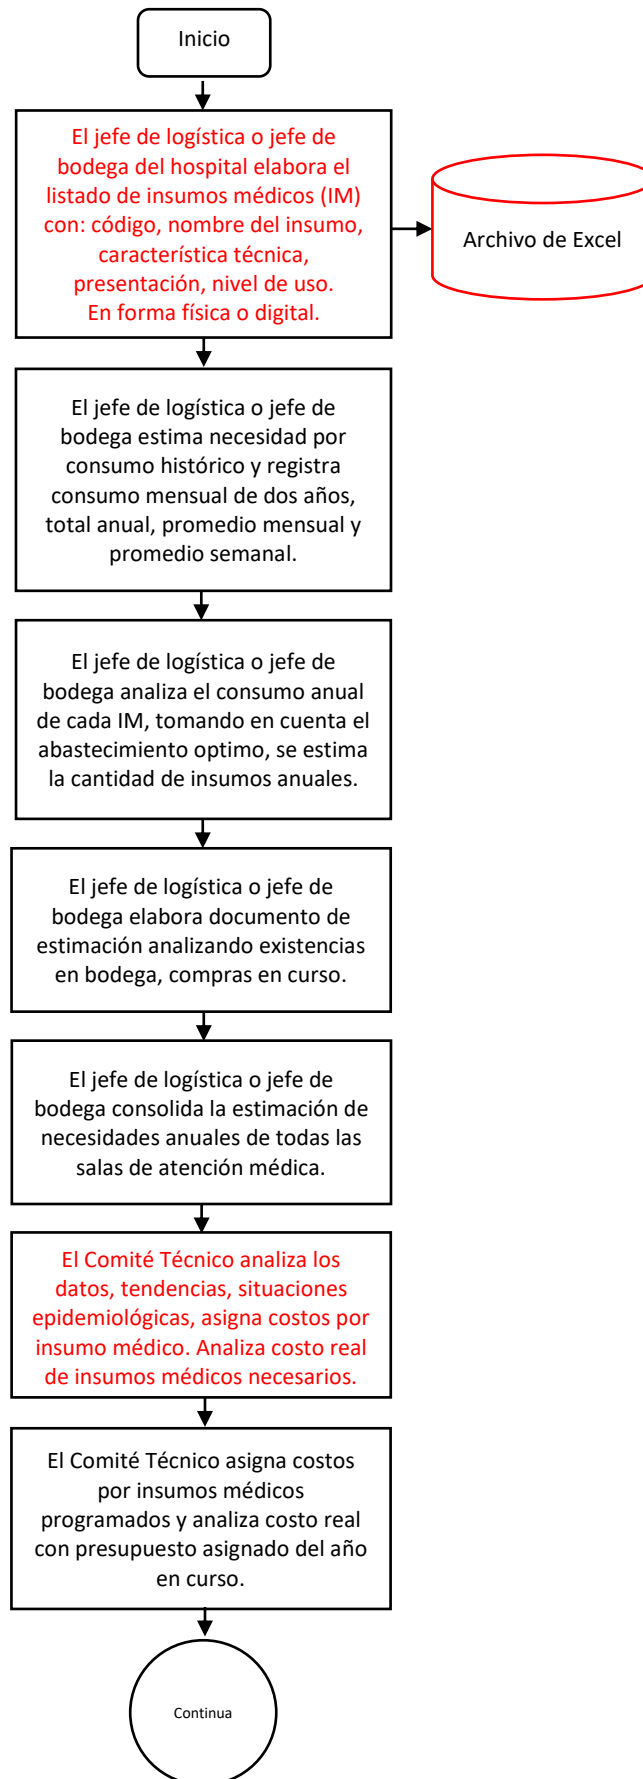 Inicio
El jefe de logística o jefe de
bodega del hospital elabora el
listado de insumos médicos (IM)
con: código, nombre del insumo,
característica técnica,
presentación, nivel de uso.
En forma física o digital.
Archivo de Excel
El jefe de logística o jefe de
bodega estima necesidad por
consumo histórico y registra
consumo mensual de dos años,
total anual, promedio mensual y
promedio semanal.
El jefe de logística o jefe de
bodega analiza el consumo anual
de cada IM, tomando en cuenta el
abastecimiento optimo, se estima
la cantidad de insumos anuales.
El jefe de logística o jefe de
bodega elabora documento de
estimación analizando existencias
en bodega, compras en curso.
El jefe de logística o jefe de
bodega consolida la estimación de
necesidades anuales de todas las
salas de atención médica.
El Comité Técnico analiza los
datos, tendencias, situaciones
epidemiológicas, asigna costos por
insumo médico. Analiza costo real
de insumos médicos necesarios.
El Comité Técnico asigna costos
por insumos médicos
programados y analiza costo real
con presupuesto asignado del año
en curso.
Continua